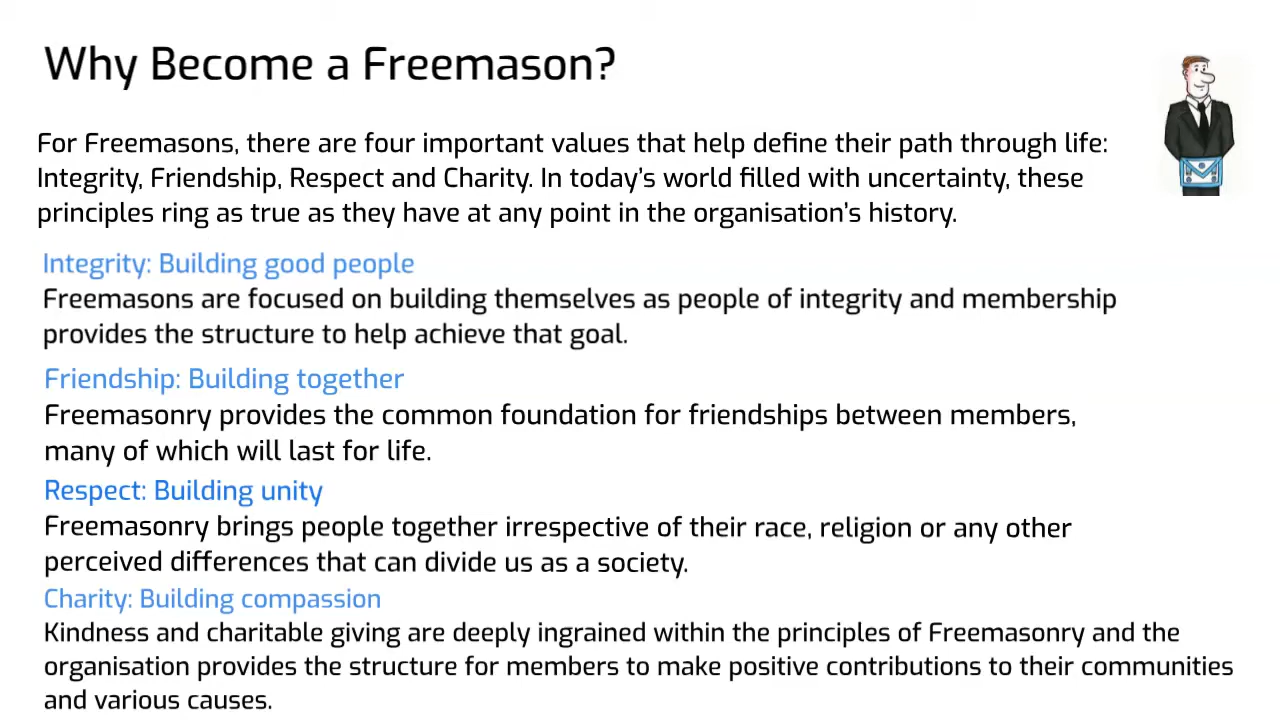 Why Become a Freemason?
For Freemasons, there are four important values that help define their path through life:
Integrity, Friendship, Respect and Charity. In today’s world filled with uncertainty, these
principles ring as true as they have at any point in the organisation’s history.
Integrity: Building good people
Freemasons are focused on building themselves as people of integrity and membership
provides the structure to help achieve that goal.
Friendship: Building together
Freemasonry provides the common foundation for friendships between members,
many of which will last for life.
Respect: Building unity
Freemasonry brings people together irrespective of their race, religion or any other
perceived differences that can divide us as a society.
Charity: Building compassion
Kindness and charitable giving are deeply ingrained within the principles of Freemasonry and the
organisation provides the structure for members to make positive contributions to their communities
and various causes.